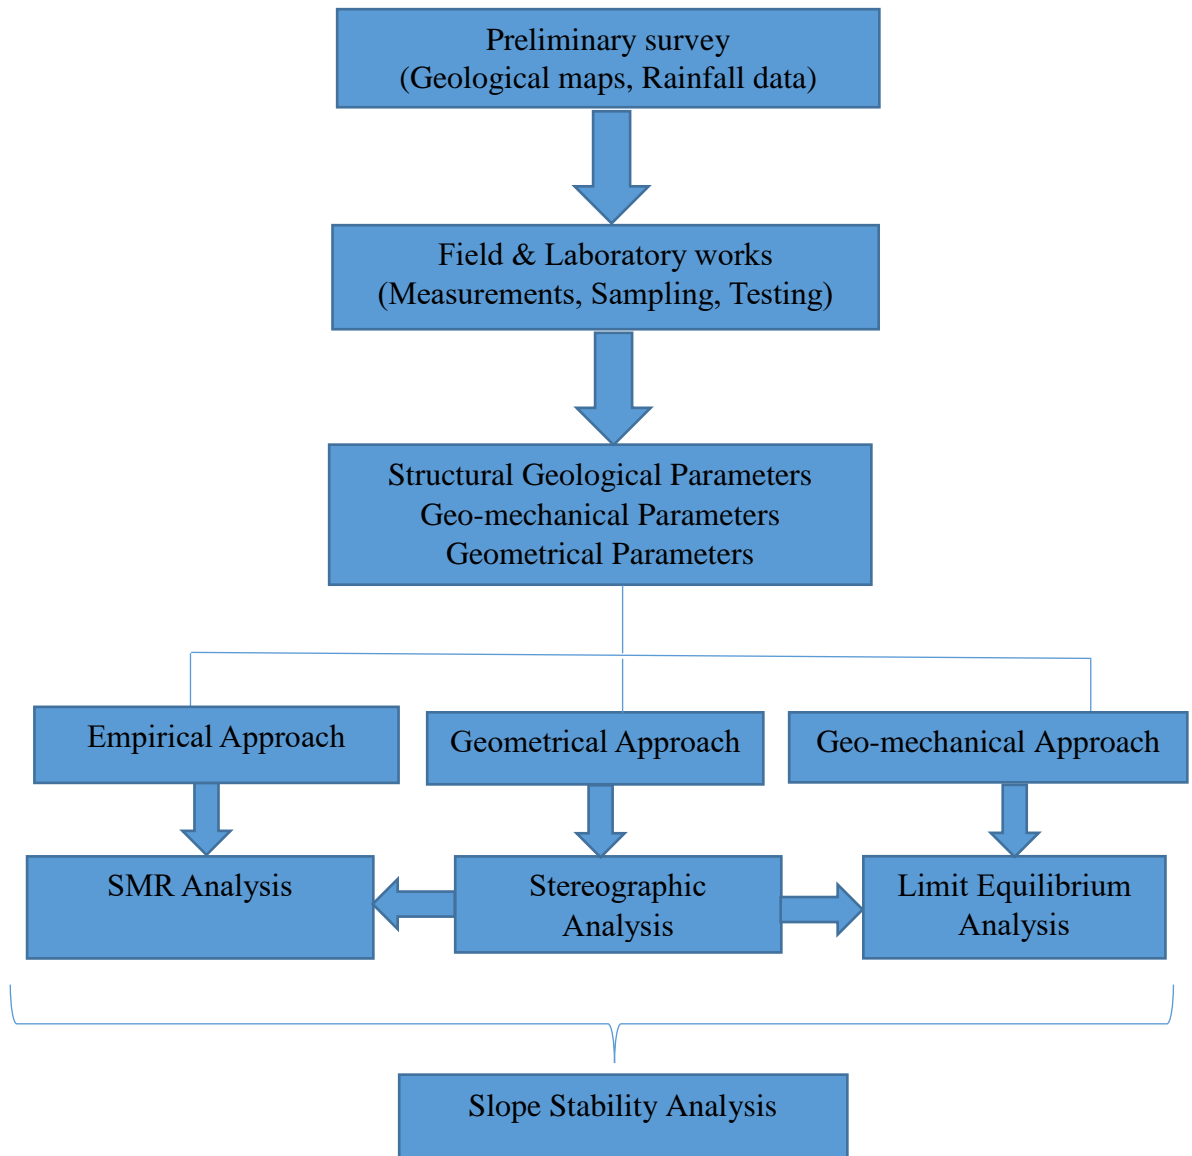 Preliminary survey
(Geological maps, Rainfall data)
Field & Laboratory works
(Measurements, Sampling, Testing)
Structural Geological Parameters
Geo-mechanical Parameters
Geometrical Parameters
Empirical Approach
Geometrical Approach
Geo-mechanical Approach
SMR Analysis
Stereographic
Analysis
Limit Equilibrium
Analysis
Slope Stability Analysis